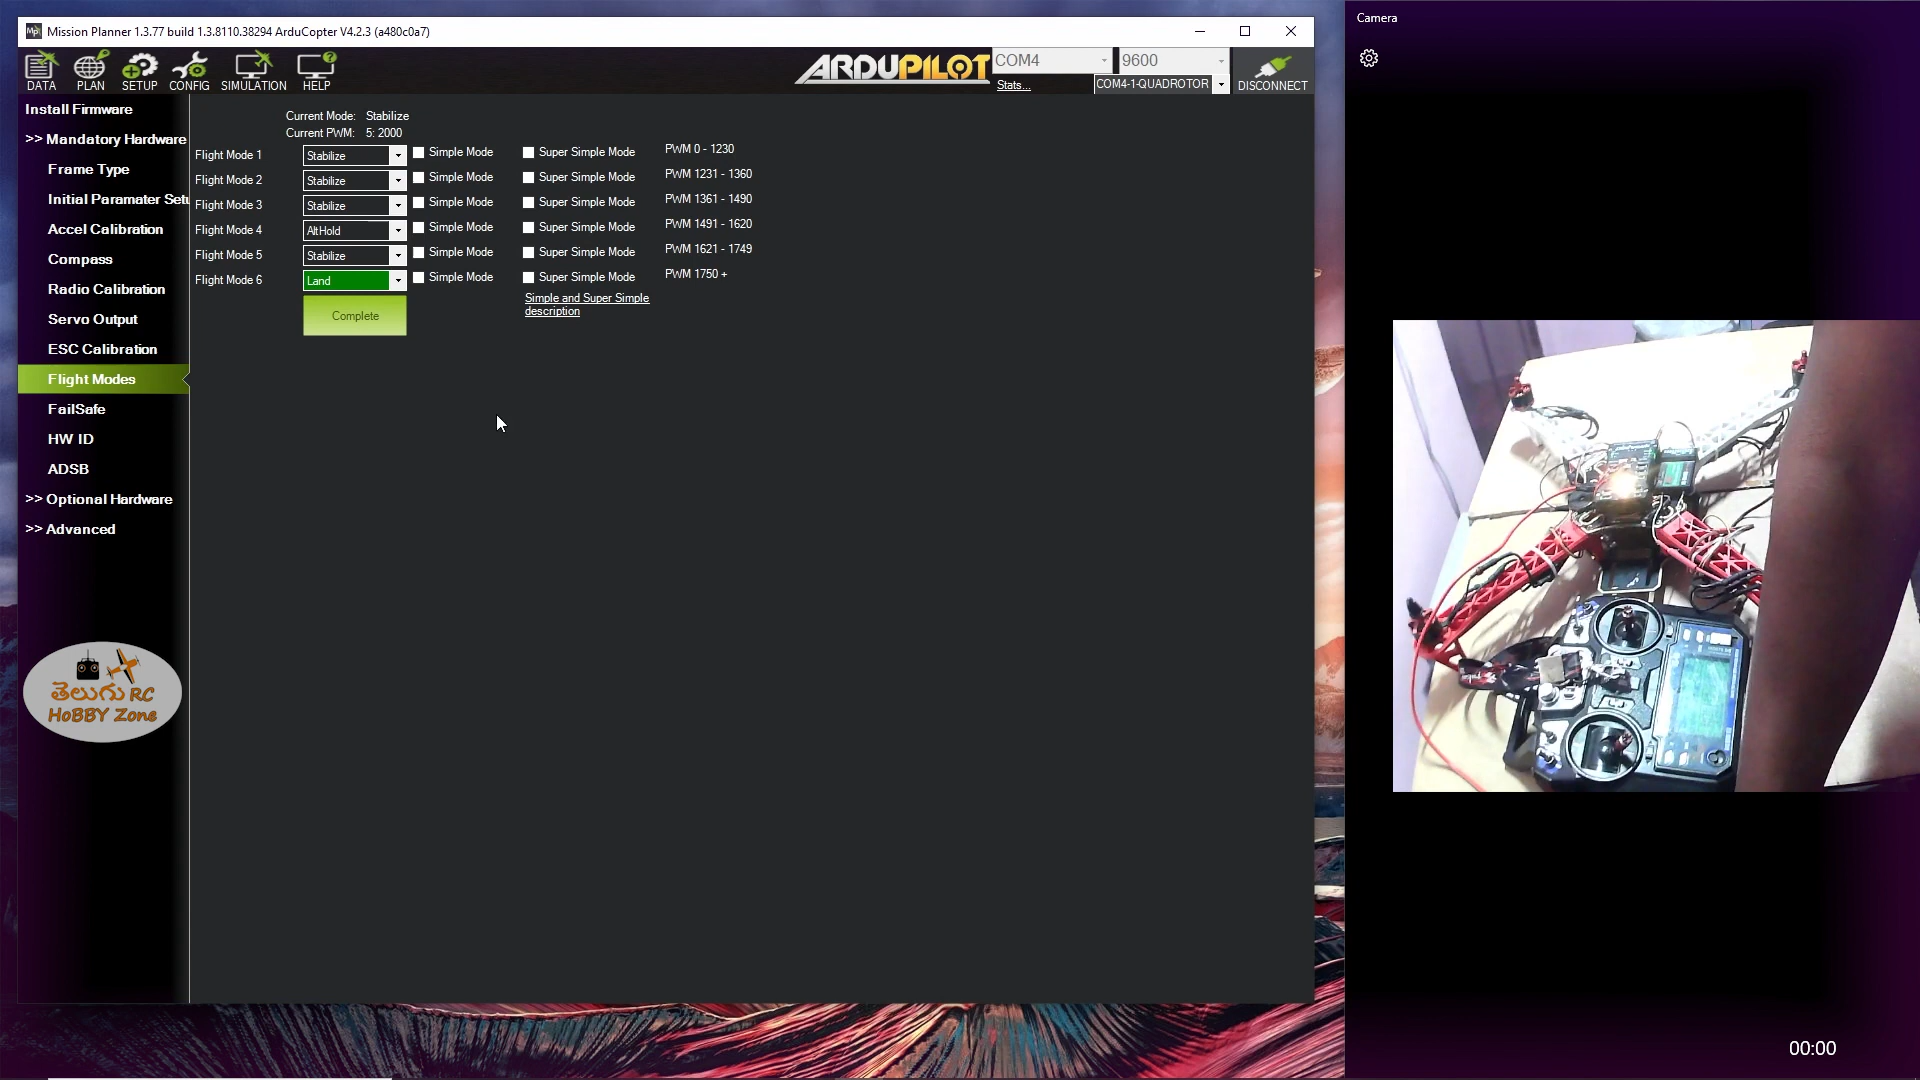 Mission Planner 1.3.77 build 1.3.8110.38294 ArduCopter V4.2.3 (a480c0a7)
Camera
DATA
PLAN
SETUP
CONFIG
SIMULATION
HELP
ARDUPILOT
COM4
9600
Stats...
COM4-1-QUADROTOR
DISCONNECT
Install Firmware
>> Mandatory Hardware
Frame Type
Initial Paramater Setu
Accel Calibration
Compass
Radio Calibration
Servo Output
ESC Calibration
Flight Modes
FailSafe
HW ID
ADSB
>> Optional Hardware
>> Advanced
Current Mode: Stabilize
Current PWM: 5: 2000
Flight Mode 1 Stabilize Simple Mode Super Simple Mode PWM 0 - 1230
Flight Mode 2 Stabilize Simple Mode Super Simple Mode PWM 1231 - 1360
Flight Mode 3 Stabilize Simple Mode Super Simple Mode PWM 1361 - 1490
Flight Mode 4 AltHold Simple Mode Super Simple Mode PWM 1491 - 1620
Flight Mode 5 Stabilize Simple Mode Super Simple Mode PWM 1621 - 1749
Flight Mode 6 Land Simple Mode Super Simple Mode PWM 1750 +
Simple and Super Simple
description
Complete
తెలుగు RC
HoBBY Zone
00:00